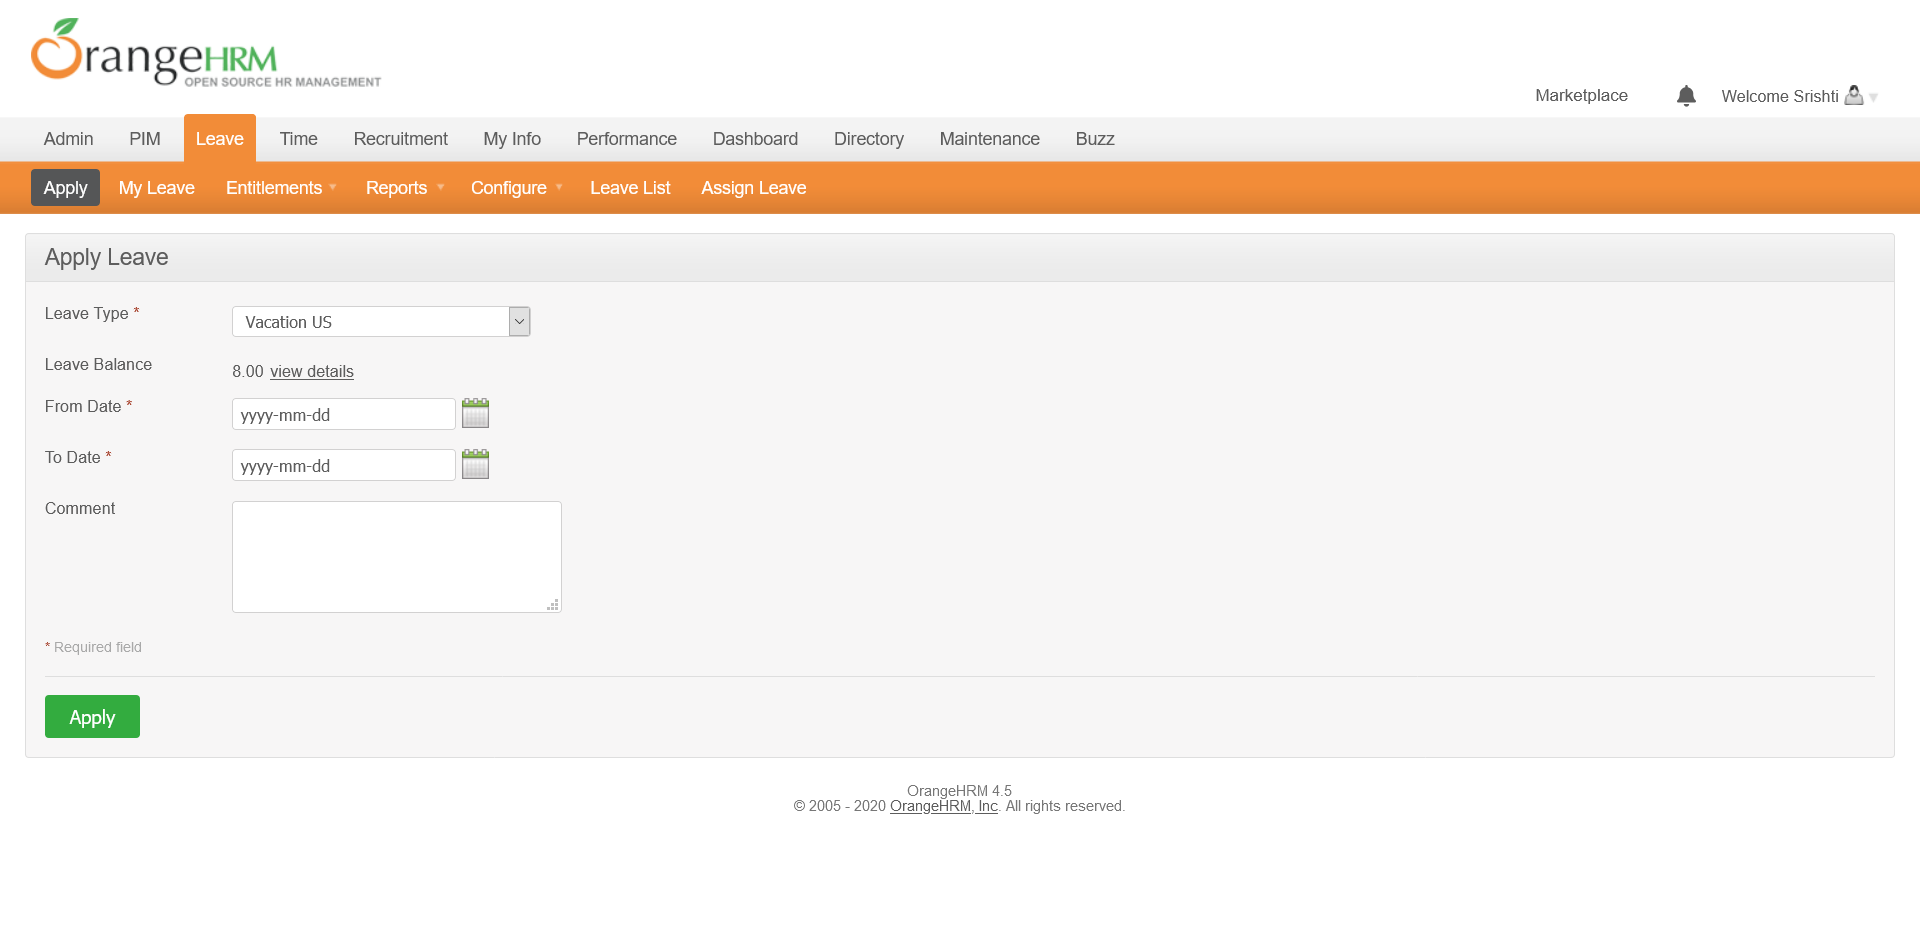 OrangeHRM
OPEN SOURCE HR MANAGEMENT
Marketplace Welcome Srishti
Admin PIM Leave Time Recruitment My Info Performance Dashboard Directory Maintenance Buzz
Apply My Leave Entitlements Reports Configure Leave List Assign Leave
Apply Leave
Leave Type * Vacation US
Leave Balance 8.00 view details
From Date * yyyy-mm-dd
To Date * yyyy-mm-dd
Comment
* Required field
Apply
OrangeHRM 4.5
© 2005 - 2020 OrangeHRM, Inc. All rights reserved.